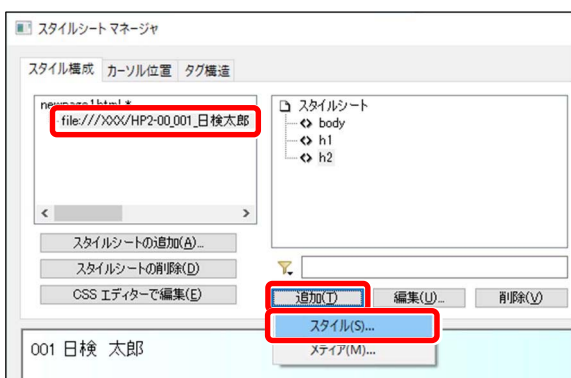 スタイルシート マネージャ
スタイル構成 カーソル位置 タグ構造
newpage1.html *
file:///XXX/HP2-00_001_日検太郎
スタイルシート
body
h1
h2
スタイルシートの追加(A)...
スタイルシートの削除(D)
CSS エディターで編集(E)
追加(T) 編集(U)... 削除(V)
スタイル(S)...
メディア(M)...
001 日検 太郎